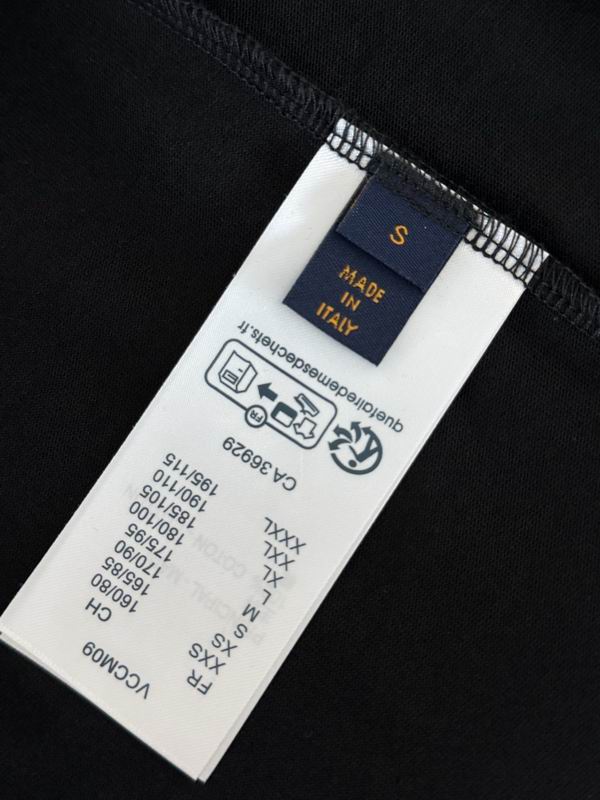 S
MADE
IN
ITALY
VCCM09
FR CH
XXS 160/80
XS 165/85
S 170/90
M 175/95
L 180/100
XL 185/105
XXL 190/110
XXXL 195/115
CA 36929
FR
quefairedemesdechets.fr